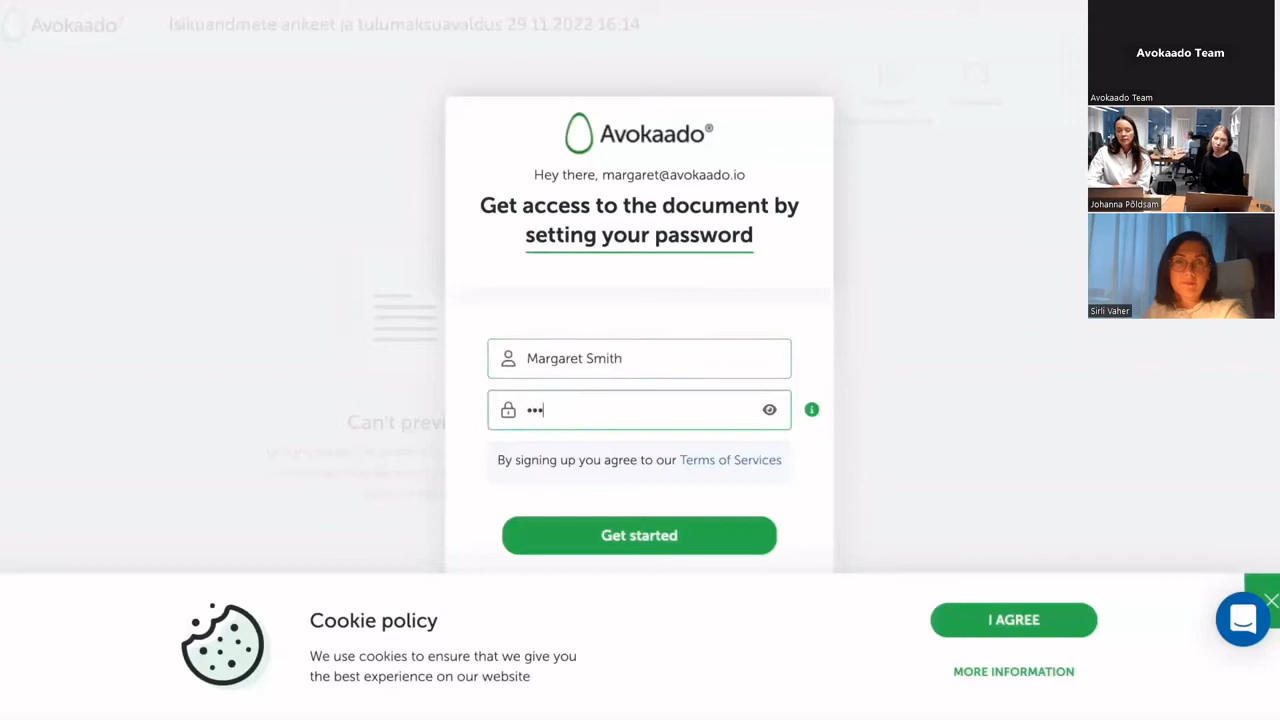 Avokaado
Isikuandmete ankeet ja tulumaksuavaldus 29 11 2022 16:14
Avokaado Team
Avokaado Team
Johanna Põldsam
Sirli Vaher
Avokaado®
Hey there, margaret@avokaado.io
Get access to the document by
setting your password
Can't previ
Margaret Smith
•••
By signing up you agree to our Terms of Services
Get started
Cookie policy
We use cookies to ensure that we give you
the best experience on our website
I AGREE
MORE INFORMATION